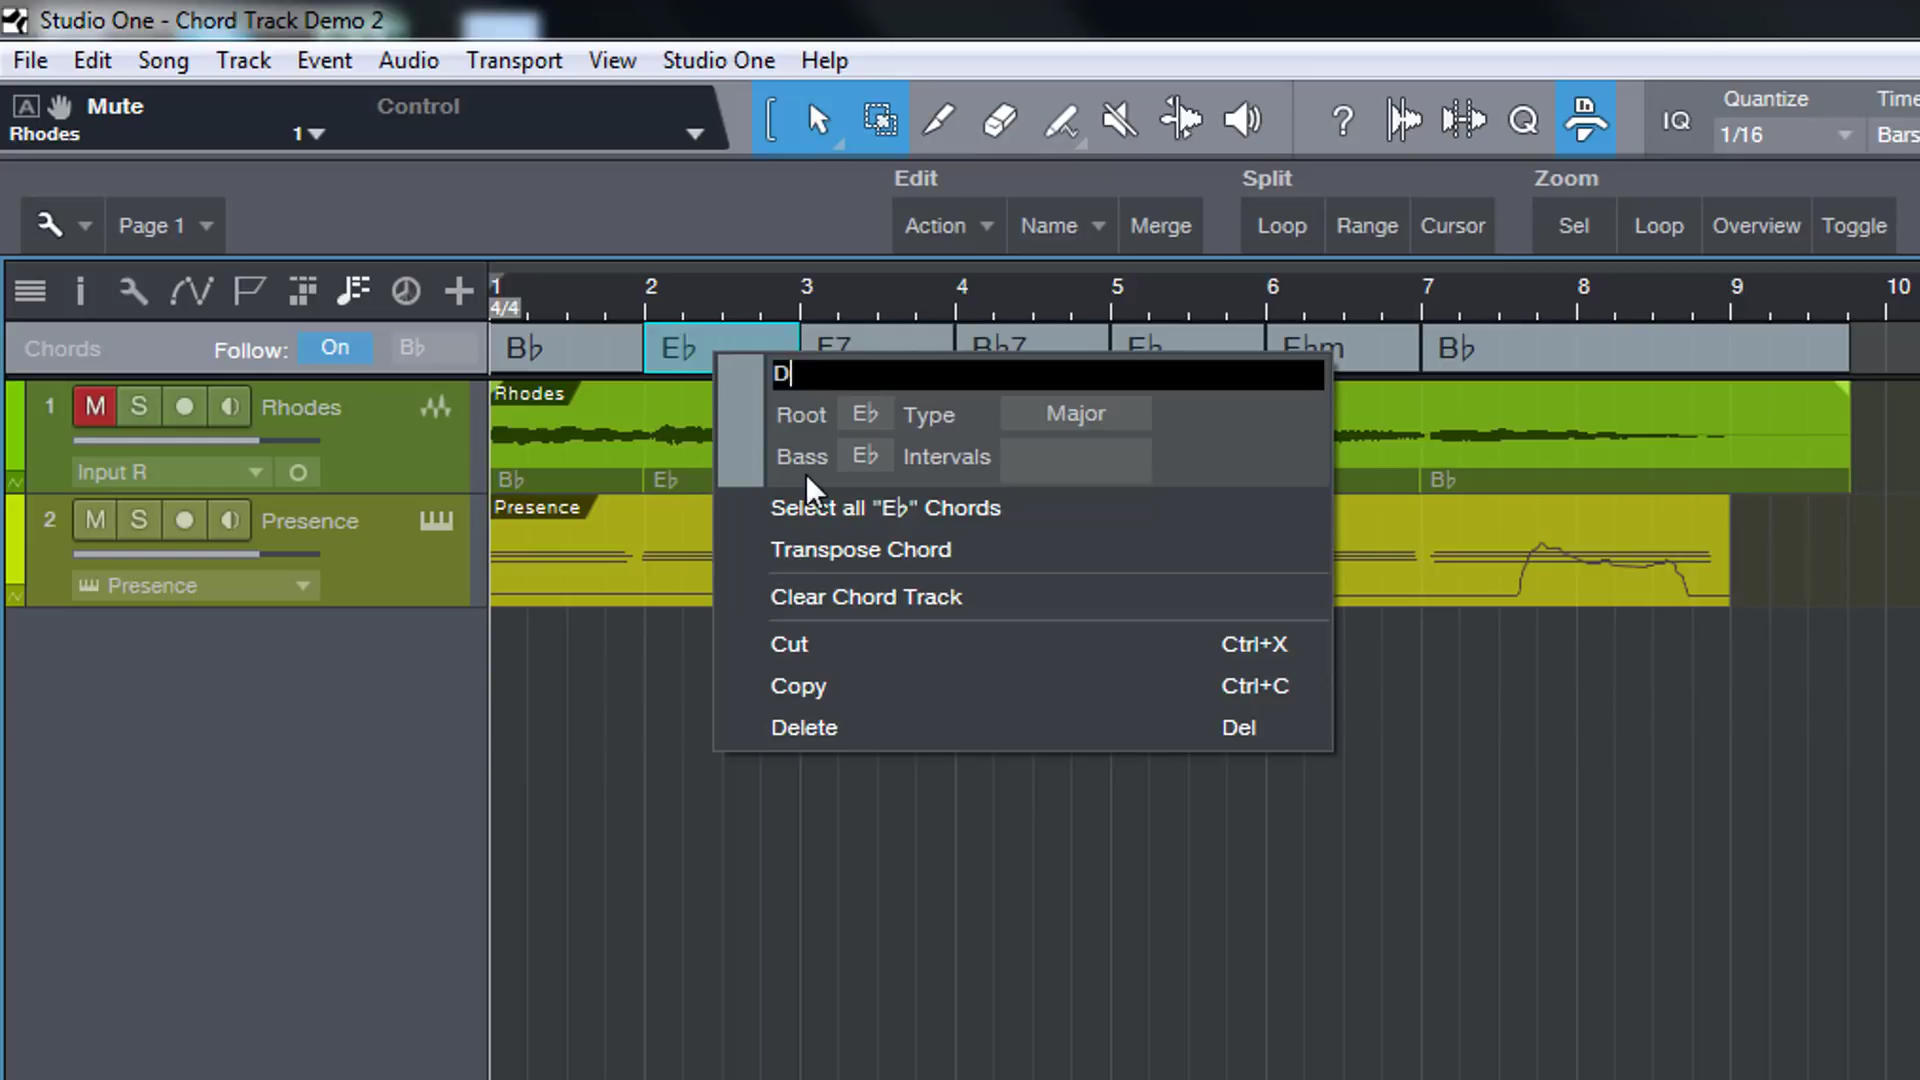 Studio One - Chord Track Demo 2
File Edit Song Track Event Audio Transport View Studio One Help
A Mute Control
Rhodes 1
? Q IQ
Quantize
1/16
Time
Bars
Edit Split Zoom
Page 1 Action Name Merge Loop Range Cursor Sel Loop Overview Toggle
1 2 3 4 5 6 7 8 9 10
4/4
Chords Follow: On B♭
B♭ E♭ B♭7 E♭ E♭m B♭
D
Root E♭ Type Major
Bass E♭ Intervals
Select all "E♭" Chords
Transpose Chord
Clear Chord Track
Cut Ctrl+X
Copy Ctrl+C
Delete Del
1 M S Rhodes
Input R
Rhodes
B♭ E♭ B♭
2 M S Presence
Presence
Presence